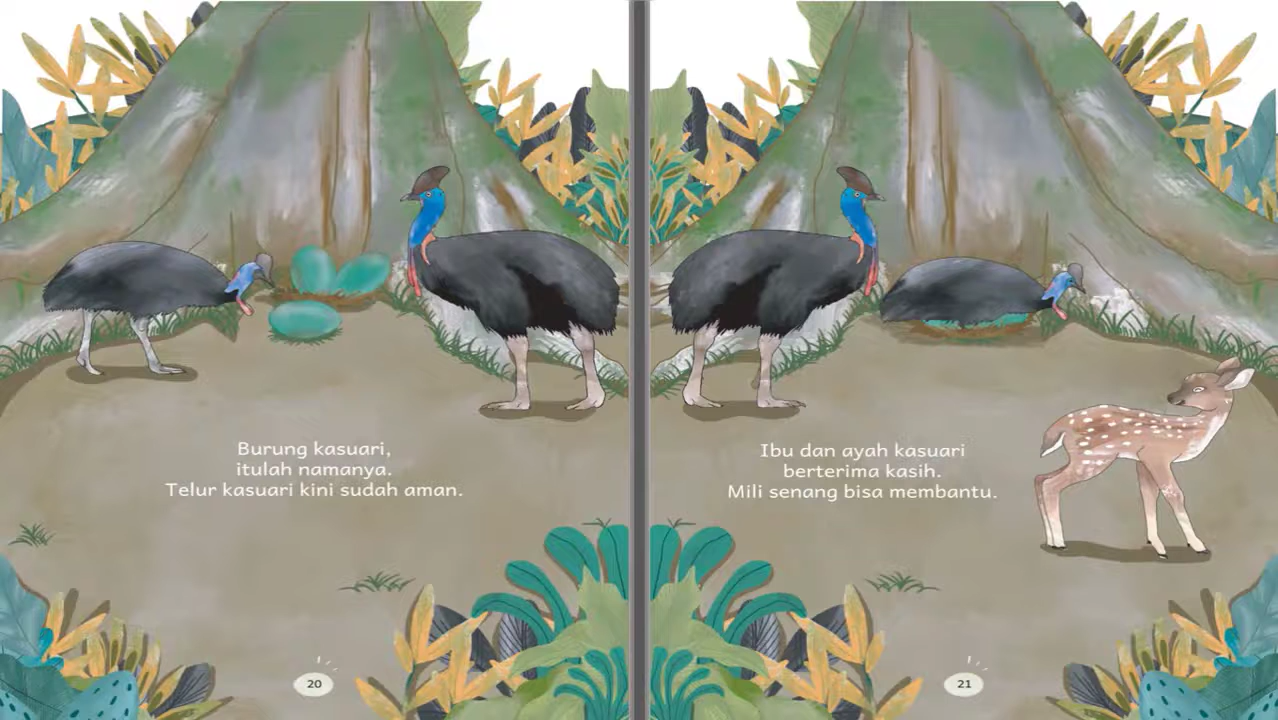 Burung kasuari,
itulah namanya.
Telur kasuari kini sudah aman.
20
Ibu dan ayah kasuari
berterima kasih.
Mili senang bisa membantu.
21